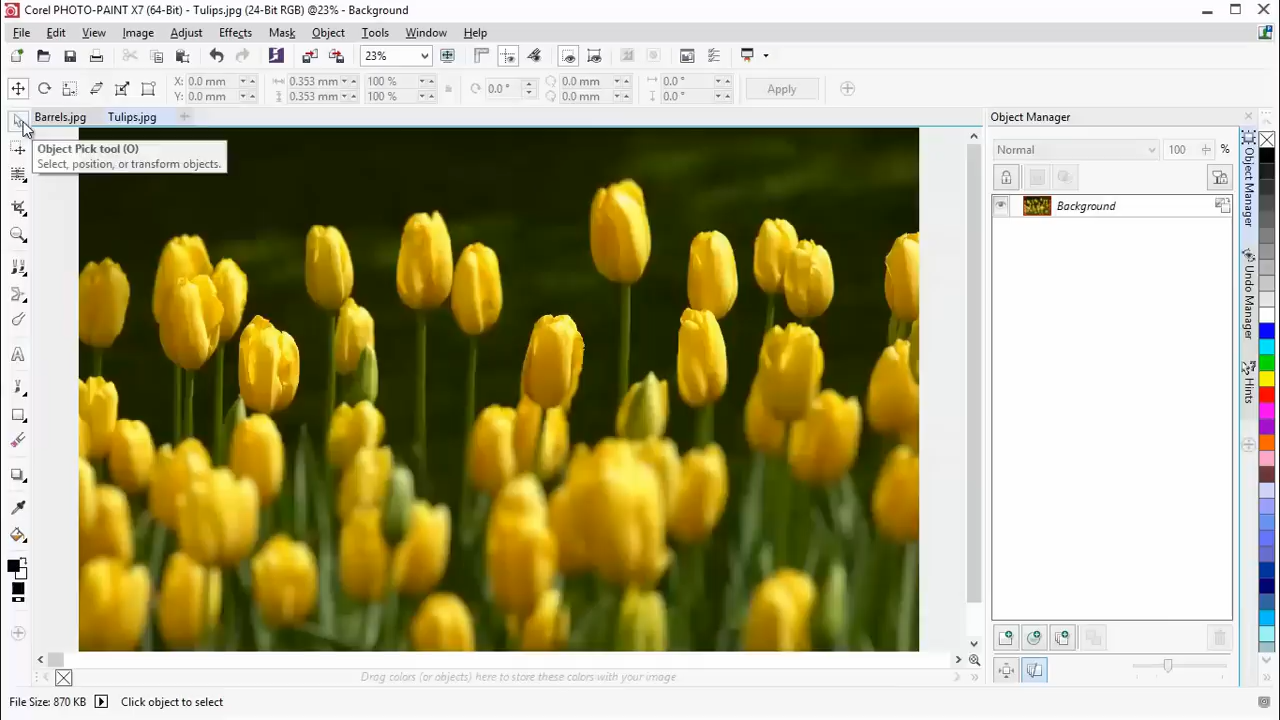 Corel PHOTO-PAINT X7 (64-Bit) - Tulips.jpg (24-Bit RGB) @23% - Background
File Edit View Image Adjust Effects Mask Object Tools Window Help
23%
X: 0.0 mm 0.353 mm 100 % 0.0 ° 0.0 mm 0.0 °
Y: 0.0 mm 0.353 mm 100 % 0.0 mm 0.0 °
Apply
Barrels.jpg Tulips.jpg
Object Manager
Object Pick tool (O)
Select, position, or transform objects.
Normal 100 %
Background
Object Manager
Undo Manager
Hints
Drag colors (or objects) here to store these colors with your image
File Size: 870 KB Click object to select